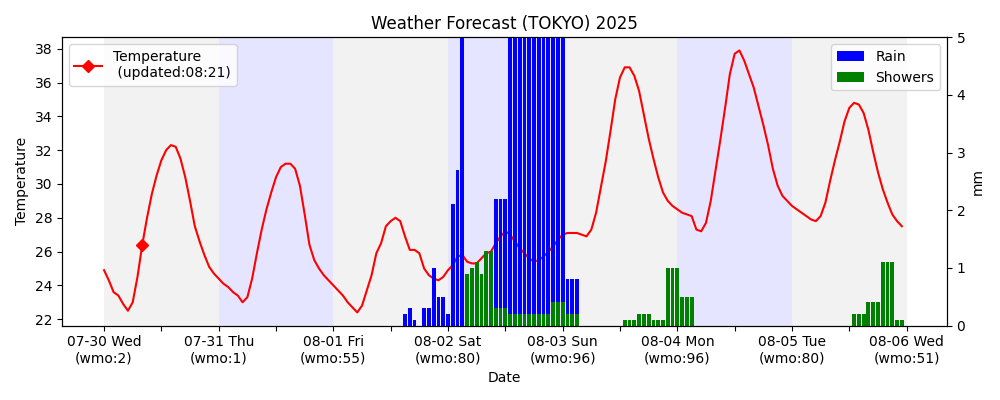 Weather Forecast (TOKYO) 2025
Temperature
(updated:08:21)
Rain
Showers
38
36
34
32
30
28
26
24
22
Temperature
5
4
3
2
1
0
mm
07-30 Wed
(wmo:2)
07-31 Thu
(wmo:1)
08-01 Fri
(wmo:55)
08-02 Sat
(wmo:80)
08-03 Sun
(wmo:96)
08-04 Mon
(wmo:96)
08-05 Tue
(wmo:80)
08-06 Wed
(wmo:51)
Date